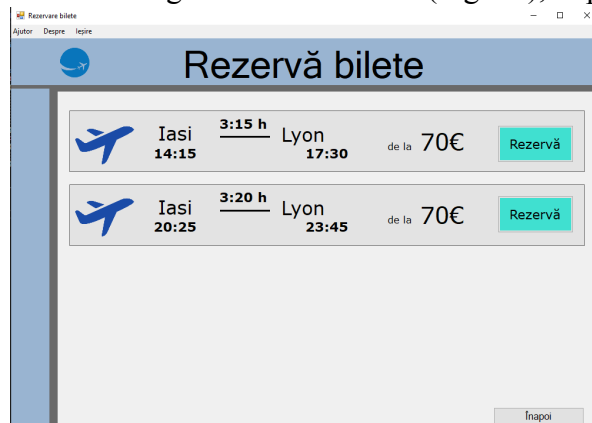 Rezervare bilete
Ajutor Despre Ieșire
Rezervă bilete
Iasi 3:15 h Lyon de la 70€ Rezervă
14:15 17:30
Iasi 3:20 h Lyon de la 70€ Rezervă
20:25 23:45
Înapoi